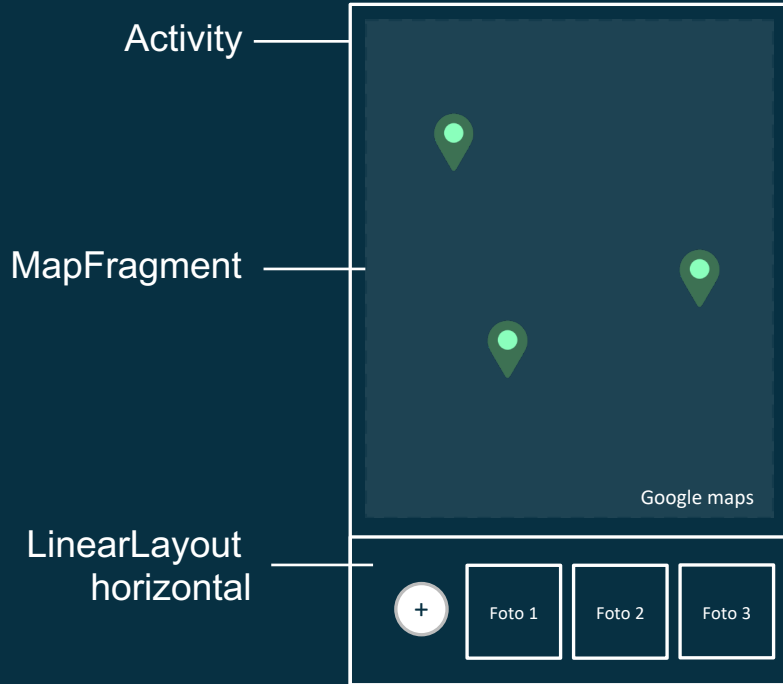 Activity
MapFragment
Google maps
LinearLayout
horizontal
+
Foto 1
Foto 2
Foto 3